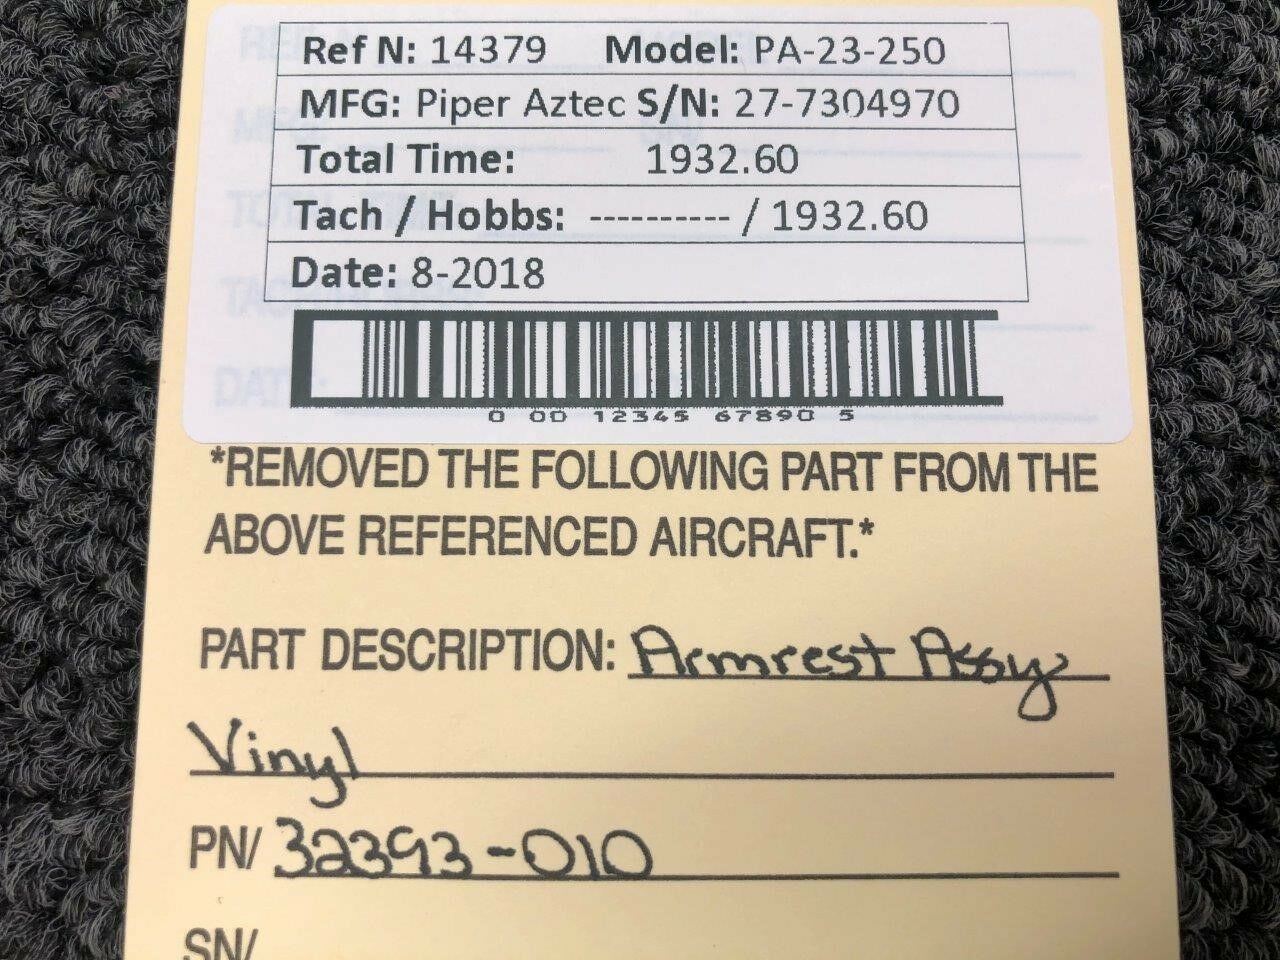 Ref N: 14379 Model: PA-23-250
MFG: Piper Aztec S/N: 27-7304970
Total Time: 1932.60
Tach / Hobbs: ---------- / 1932.60
Date: 8-2018
0 00 12345 67890 5
*REMOVED THE FOLLOWING PART FROM THE
ABOVE REFERENCED AIRCRAFT.*
PART DESCRIPTION: Armrest Assy
Vinyl
PN/ 32393-010
SN/